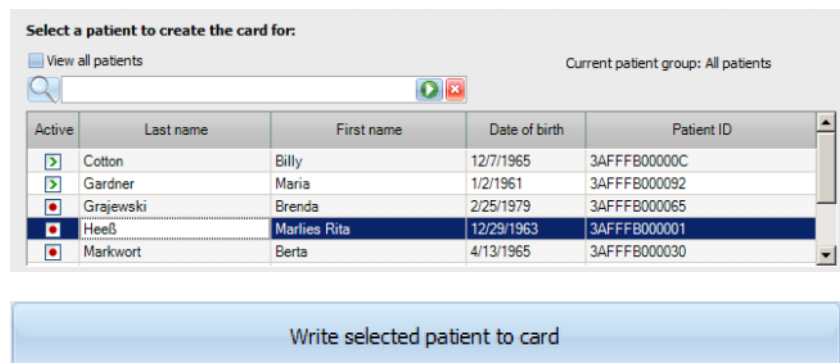 Select a patient to create the card for:
View all patients
Current patient group: All patients
Active Last name First name Date of birth Patient ID
Cotton Billy 12/7/1965 3AFFFB00000C
Gardner Maria 1/2/1961 3AFFFB000092
Grajewski Brenda 2/25/1979 3AFFFB000065
Heeß Marlies Rita 12/29/1963 3AFFFB000001
Markwort Berta 4/13/1965 3AFFFB000030
Write selected patient to card